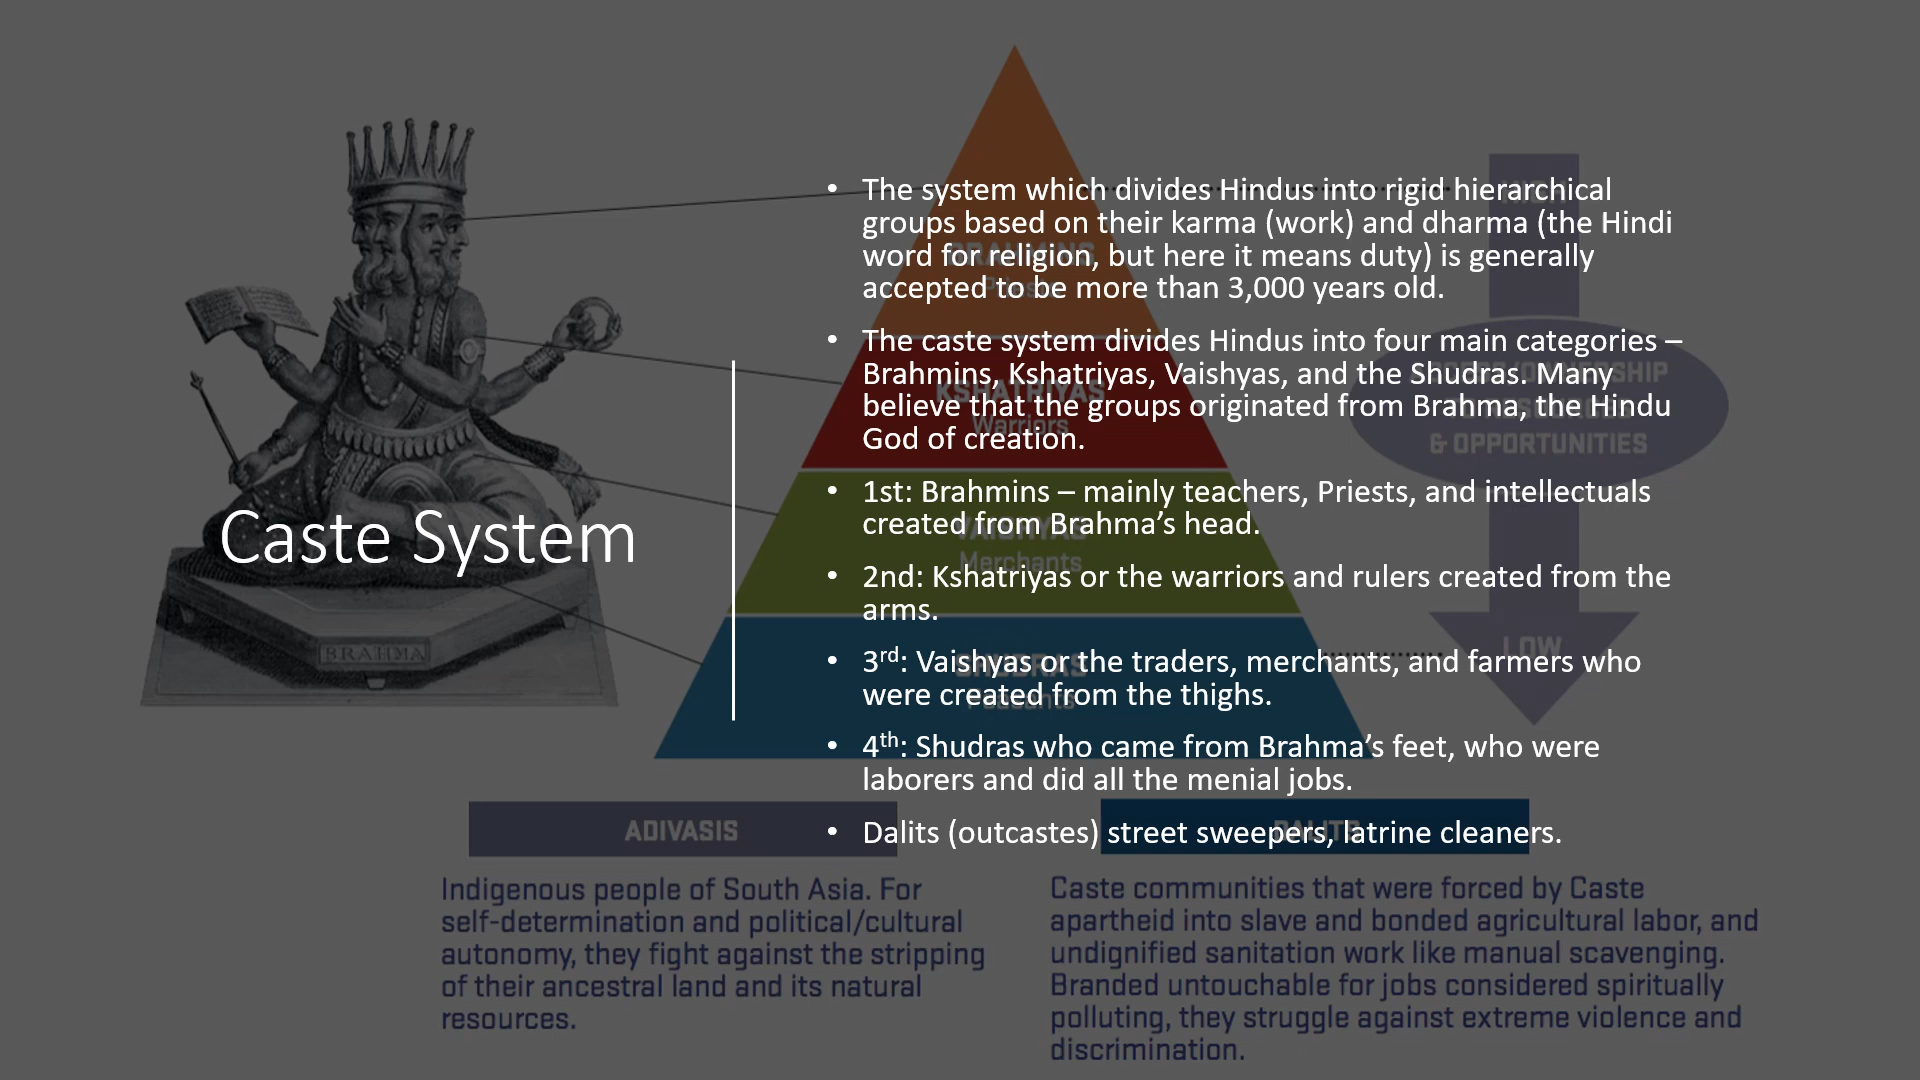 Caste System
• The system which divides Hindus into rigid hierarchical
groups based on their karma (work) and dharma (the Hindi
word for religion, but here it means duty) is generally
accepted to be more than 3,000 years old.
• The caste system divides Hindus into four main categories –
Brahmins, Kshatriyas, Vaishyas, and the Shudras. Many
believe that the groups originated from Brahma, the Hindu
God of creation.
• 1st: Brahmins – mainly teachers, Priests, and intellectuals
created from Brahma’s head.
• 2nd: Kshatriyas or the warriors and rulers created from the
arms.
• 3rd: Vaishyas or the traders, merchants, and farmers who
were created from the thighs.
• 4th: Shudras who came from Brahma’s feet, who were
laborers and did all the menial jobs.
• Dalits (outcastes) street sweepers, latrine cleaners.
BRAHMA
BRAHMINS
KSHATRIYAS
Warriors
VAISHYAS
Merchants
SHUDRAS
Peasants
& OPPORTUNITIES
LOW
ADIVASIS
Indigenous people of South Asia. For
self-determination and political/cultural
autonomy, they fight against the stripping
of their ancestral land and its natural
resources.
DALITS
Caste communities that were forced by Caste
apartheid into slave and bonded agricultural labor, and
undignified sanitation work like manual scavenging.
Branded untouchable for jobs considered spiritually
polluting, they struggle against extreme violence and
discrimination.